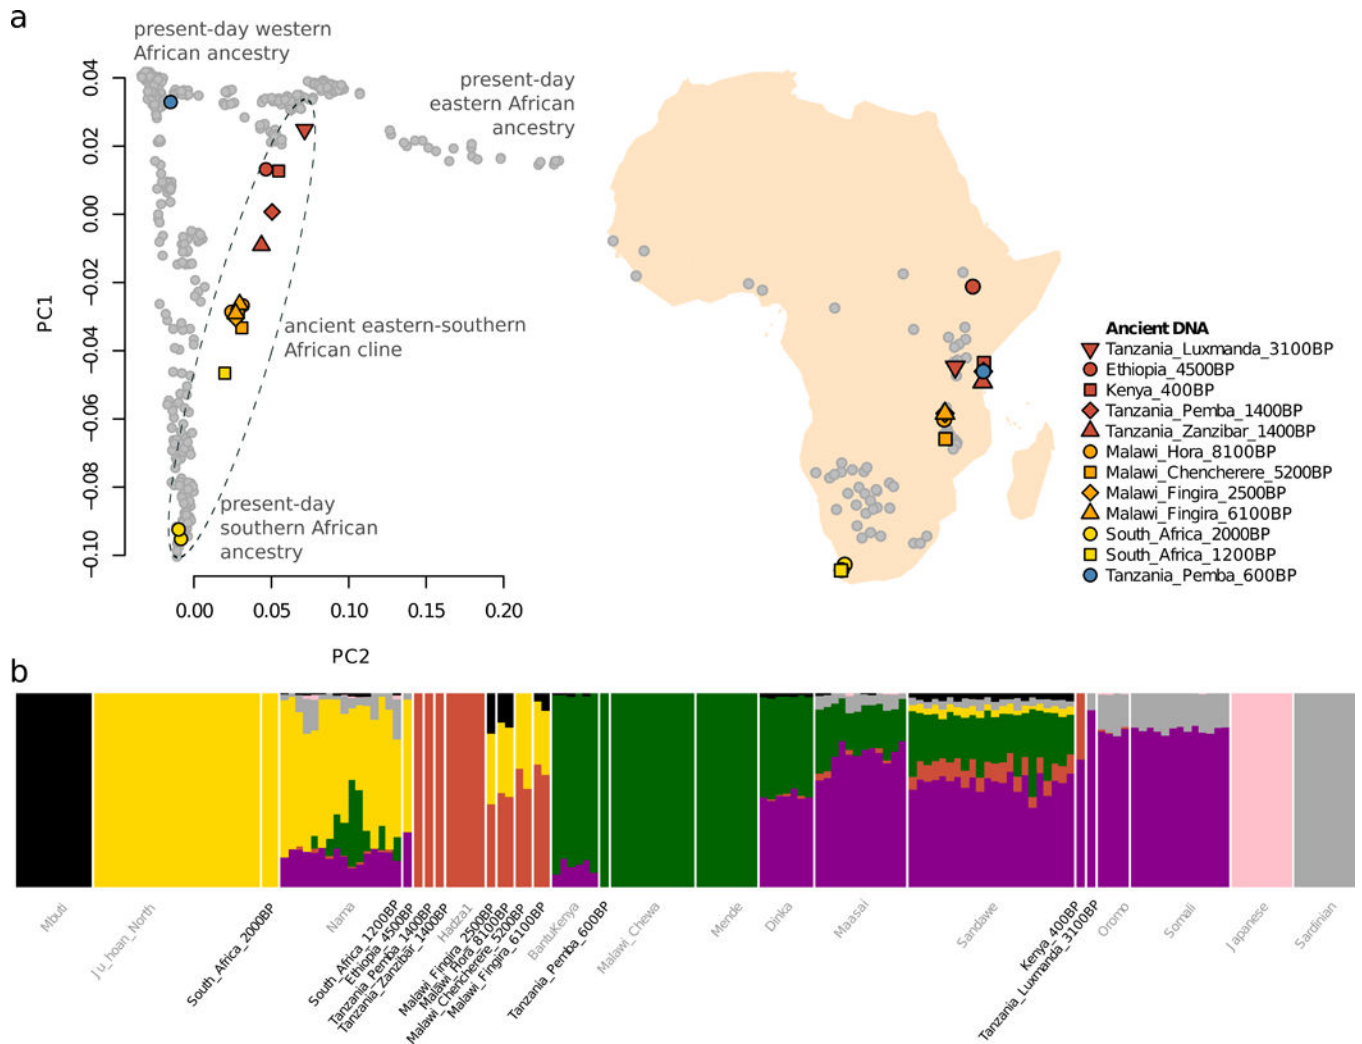 a
present-day western
African ancestry
present-day
eastern African
ancestry
0.04
0.02
0.00
−0.02
−0.04
−0.06
−0.08
−0.10
PC1
ancient eastern-southern
African cline
present-day
southern African
ancestry
0.00
0.05
0.10
0.15
0.20
PC2
Ancient DNA
Tanzania_Luxmanda_3100BP
Ethiopia_4500BP
Kenya_400BP
Tanzania_Pemba_1400BP
Tanzania_Zanzibar_1400BP
Malawi_Hora_8100BP
Malawi_Chencherere_5200BP
Malawi_Fingira_2500BP
Malawi_Fingira_6100BP
South_Africa_2000BP
South_Africa_1200BP
Tanzania_Pemba_600BP
b
Mbuti
Ju_hoan_North
South_Africa_2000BP
Nama
South_Africa_1200BP
Ethiopia_4500BP
Tanzania_Pemba_1400BP
Tanzania_Zanzibar_1400BP
Hadza1
Malawi_Fingira_2500BP
Malawi_Hora_8100BP
Malawi_Chencherere_5200BP
Malawi_Fingira_6100BP
BantuKenya
Tanzania_Pemba_600BP
Malawi_Chewa
Mende
Dinka
Maasai
Sandawe
Kenya_400BP
Tanzania_Luxmanda_3100BP
Oromo
Somali
Japanese
Sardinian